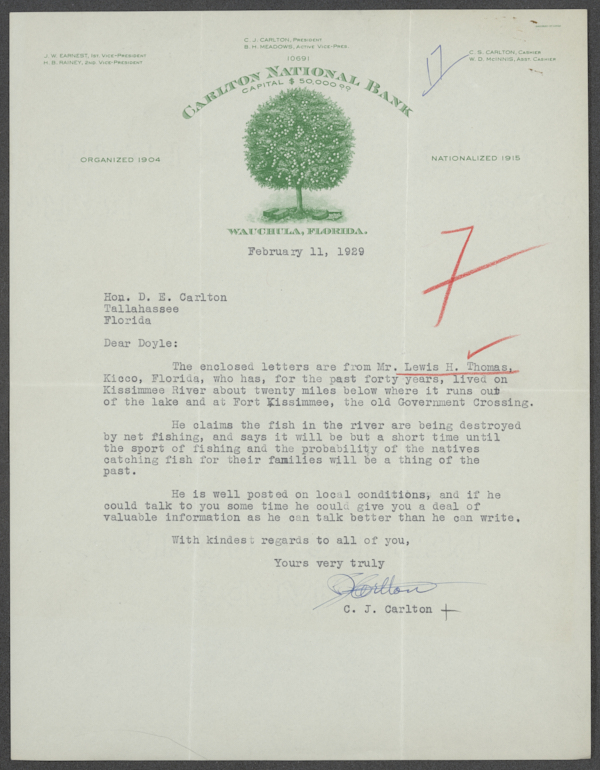 C. J. CARLTON, PRESIDENT
B. H. MEADOWS, ACTIVE VICE-PRES.
J. W. EARNEST, 1ST. VICE-PRESIDENT
H. B. RAINEY, 2ND. VICE-PRESIDENT
C. S. CARLTON, CASHIER
W. D. McINNIS, ASST. CASHIER
17
(10691)
CARLTON NATIONAL BANK
CAPITAL $ 50,000.00
ORGANIZED 1904
NATIONALIZED 1915
WAUCHULA, FLORIDA.
February 11, 1929
7
Hon. D. E. Carlton
Tallahassee
Florida
Dear Doyle:
The enclosed letters are from Mr. Lewis H. Thomas,
Kicco, Florida, who has, for the past forty years, lived on
Kissimmee River about twenty miles below where it runs out
of the lake and at Fort Kissimmee, the old Government Crossing.
He claims the fish in the river are being destroyed
by net fishing, and says it will be but a short time until
the sport of fishing and the probability of the natives
catching fish for their families will be a thing of the
past.
He is well posted on local conditions, and if he
could talk to you some time he could give you a deal of
valuable information as he can talk better than he can write.
With kindest regards to all of you,
Yours very truly
C. J. Carlton